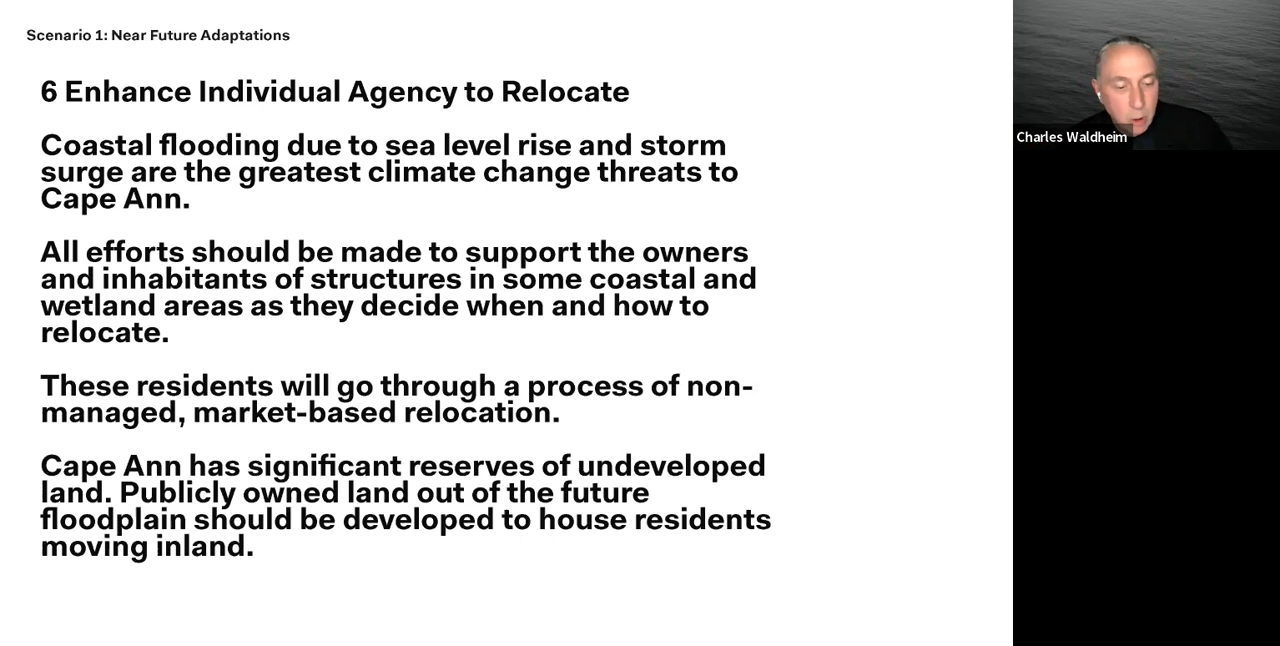 Scenario 1: Near Future Adaptations
6 Enhance Individual Agency to Relocate
Coastal flooding due to sea level rise and storm
surge are the greatest climate change threats to
Cape Ann.
All efforts should be made to support the owners
and inhabitants of structures in some coastal and
wetland areas as they decide when and how to
relocate.
These residents will go through a process of non-
managed, market-based relocation.
Cape Ann has significant reserves of undeveloped
land. Publicly owned land out of the future
floodplain should be developed to house residents
moving inland.
Charles Waldheim